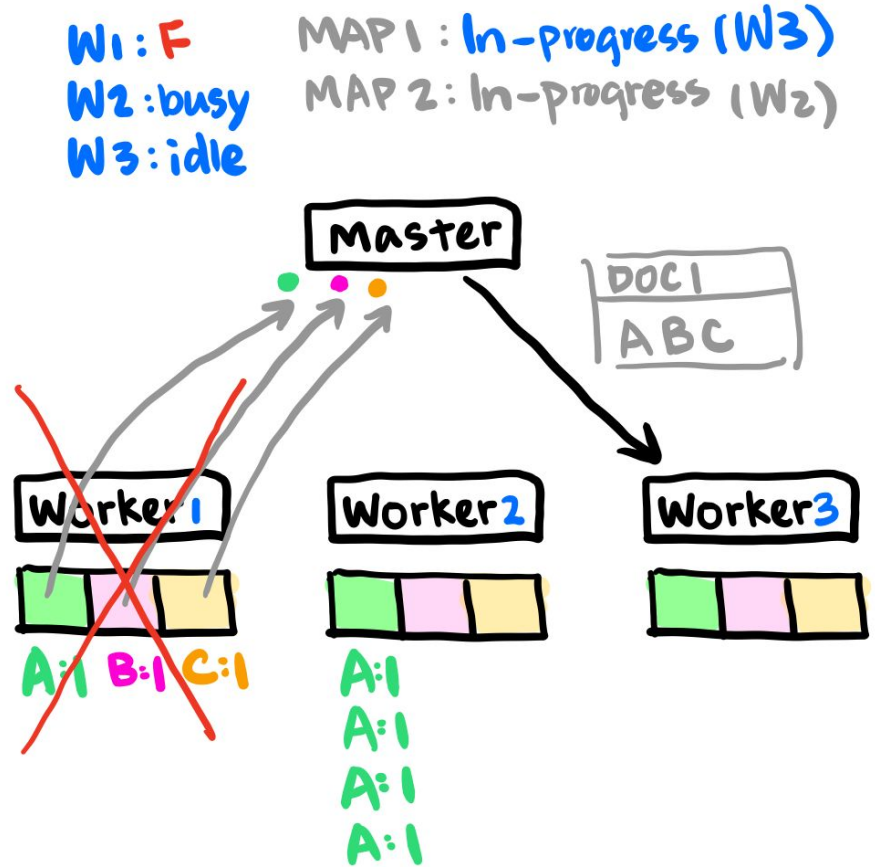 W1: F
W2: busy
W3: idle
MAP 1: In-progress (W3)
MAP 2: In-progress (W2)
Master
DOC1
ABC
Worker1
Worker2
Worker3
A:1 B:1 C:1
A:1
A:1
A:1
A:1